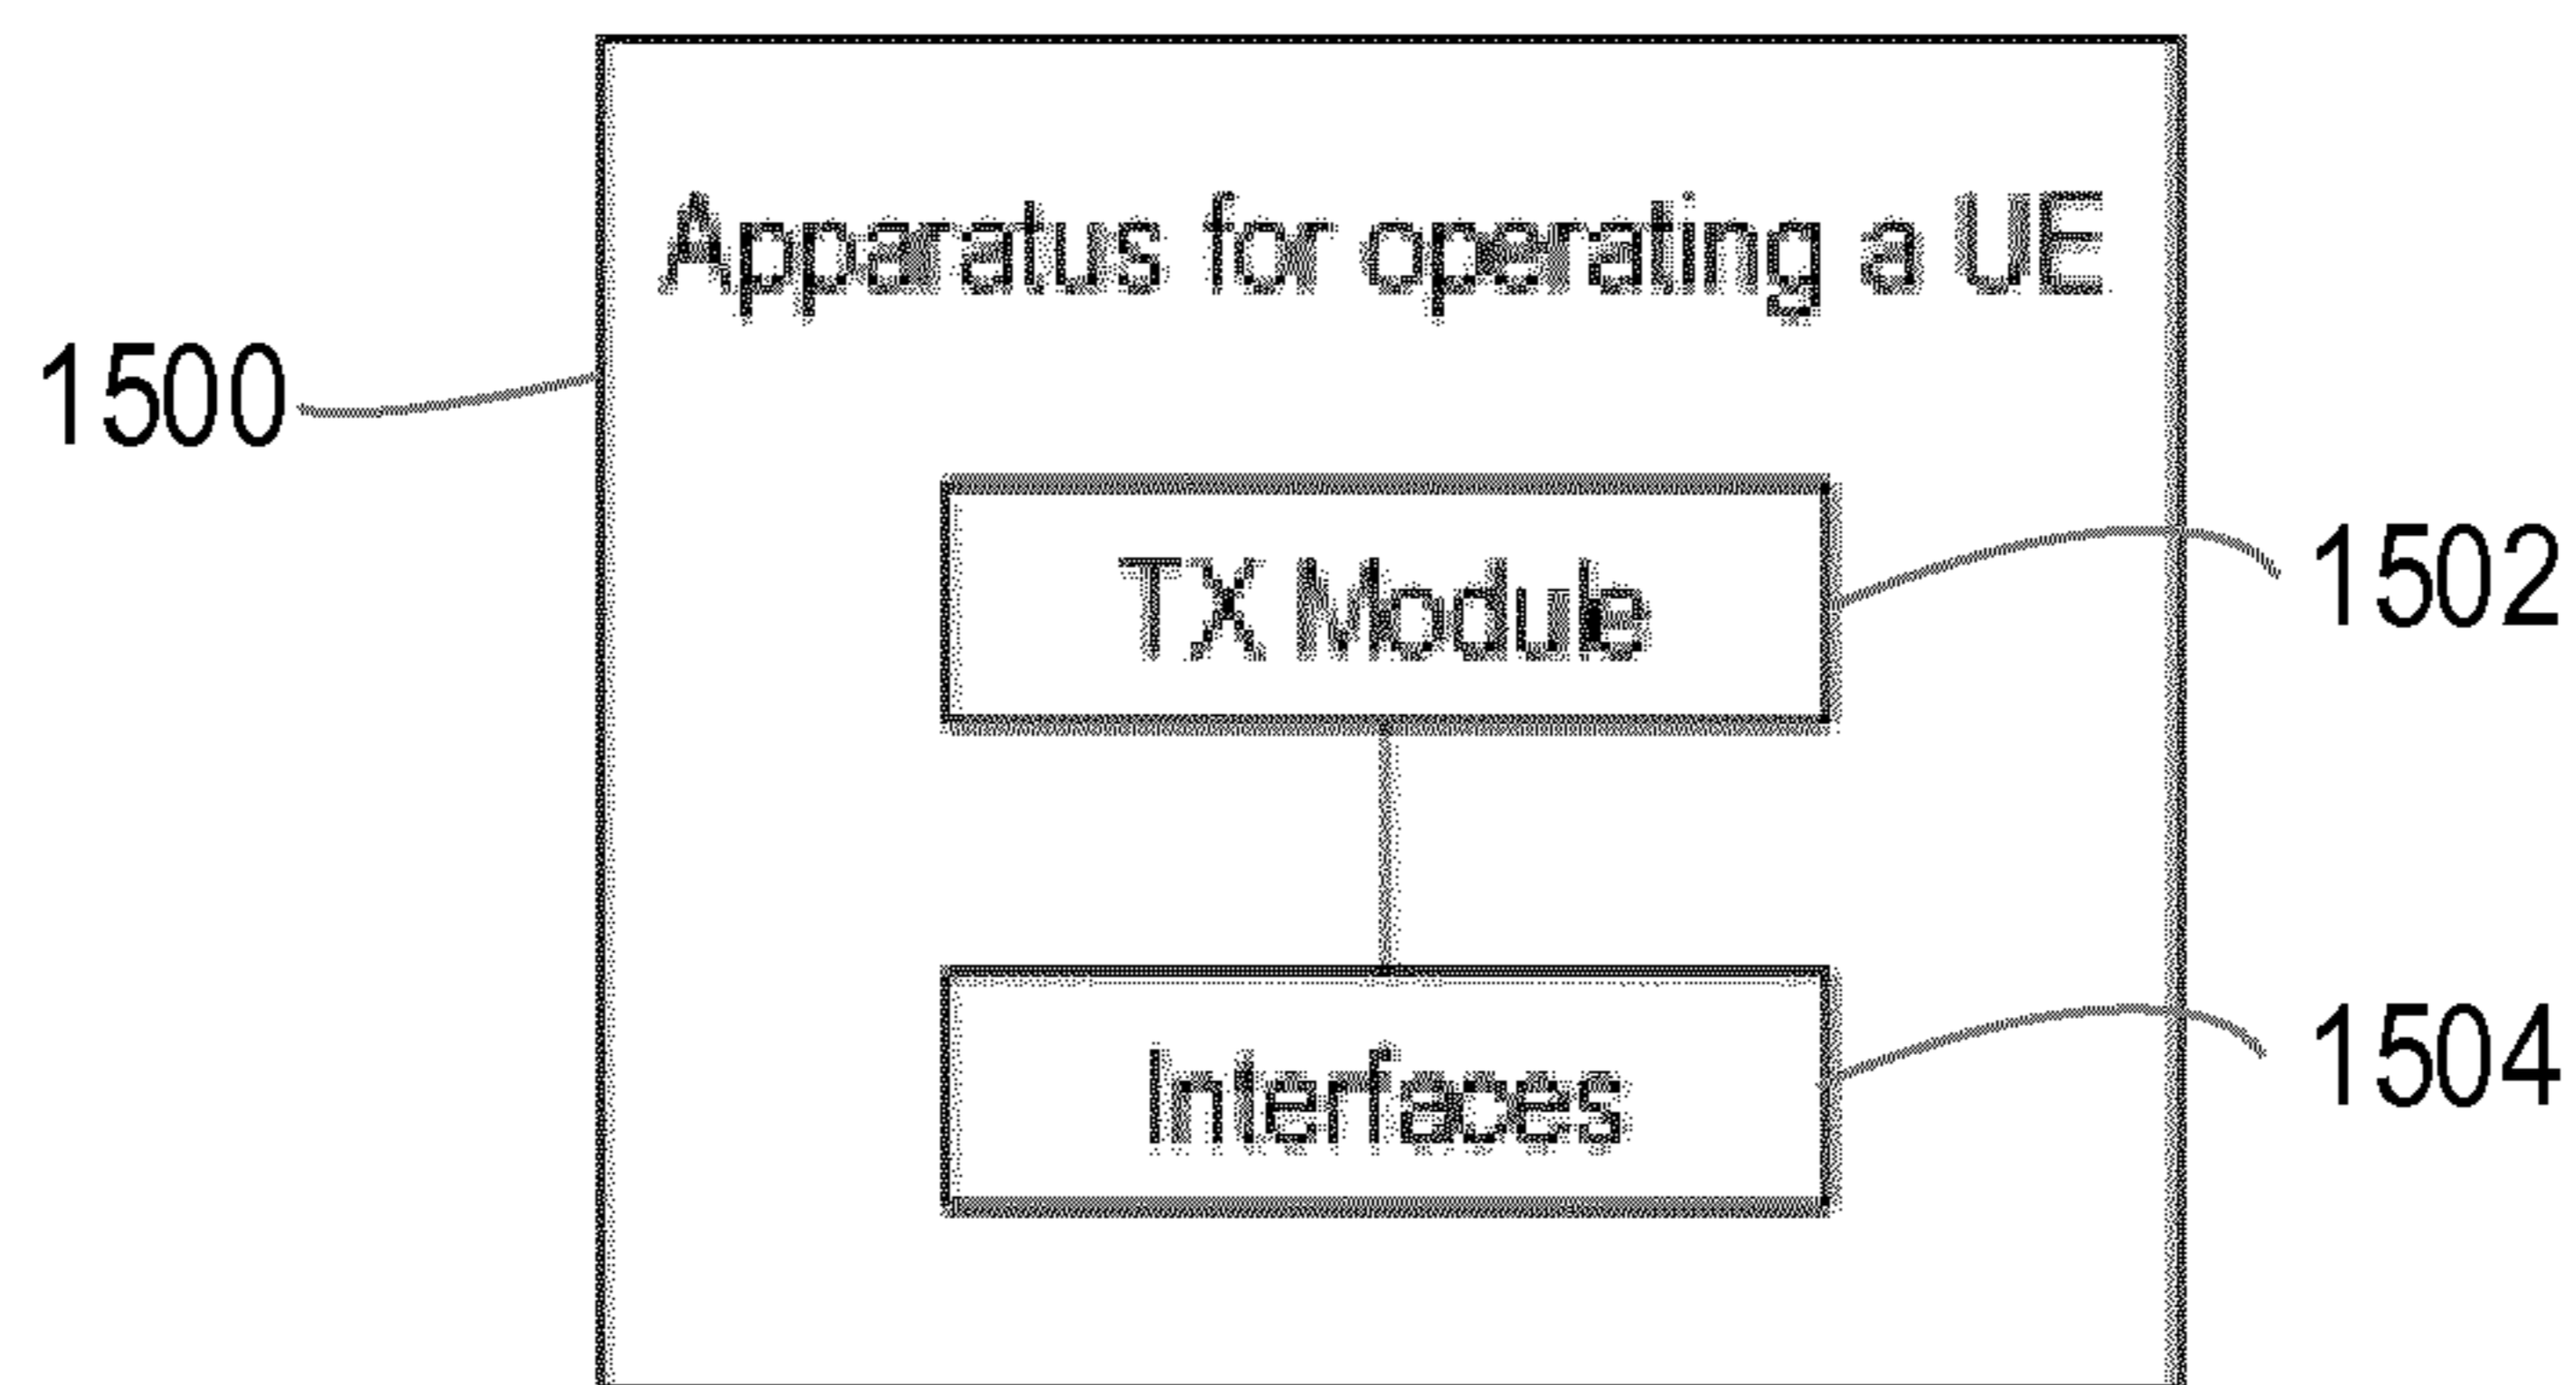 Apparatus for operating a UE
1500
TX Module
1502
Interfaces
1504